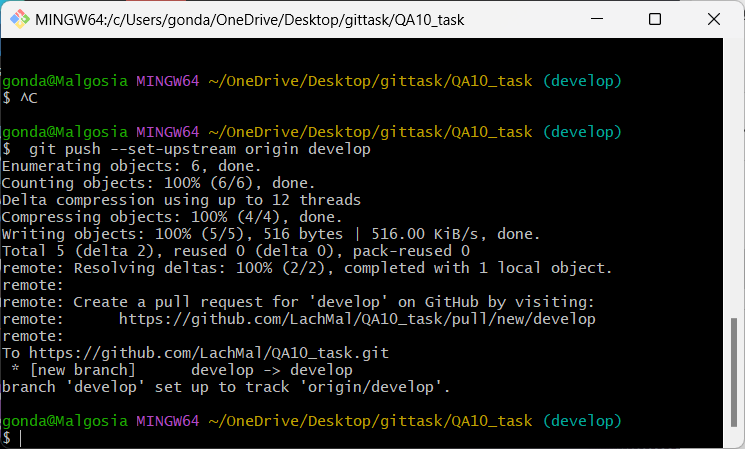 MINGW64:/c/Users/gonda/OneDrive/Desktop/gittask/QA10_task
gonda@Malgosia MINGW64 ~/OneDrive/Desktop/gittask/QA10_task (develop)
$ ^C
gonda@Malgosia MINGW64 ~/OneDrive/Desktop/gittask/QA10_task (develop)
$  git push --set-upstream origin develop
Enumerating objects: 6, done.
Counting objects: 100% (6/6), done.
Delta compression using up to 12 threads
Compressing objects: 100% (4/4), done.
Writing objects: 100% (5/5), 516 bytes | 516.00 KiB/s, done.
Total 5 (delta 2), reused 0 (delta 0), pack-reused 0
remote: Resolving deltas: 100% (2/2), completed with 1 local object.
remote:
remote: Create a pull request for 'develop' on GitHub by visiting:
remote:      https://github.com/LachMal/QA10_task/pull/new/develop
remote:
To https://github.com/LachMal/QA10_task.git
 * [new branch]      develop -> develop
branch 'develop' set up to track 'origin/develop'.
gonda@Malgosia MINGW64 ~/OneDrive/Desktop/gittask/QA10_task (develop)
$